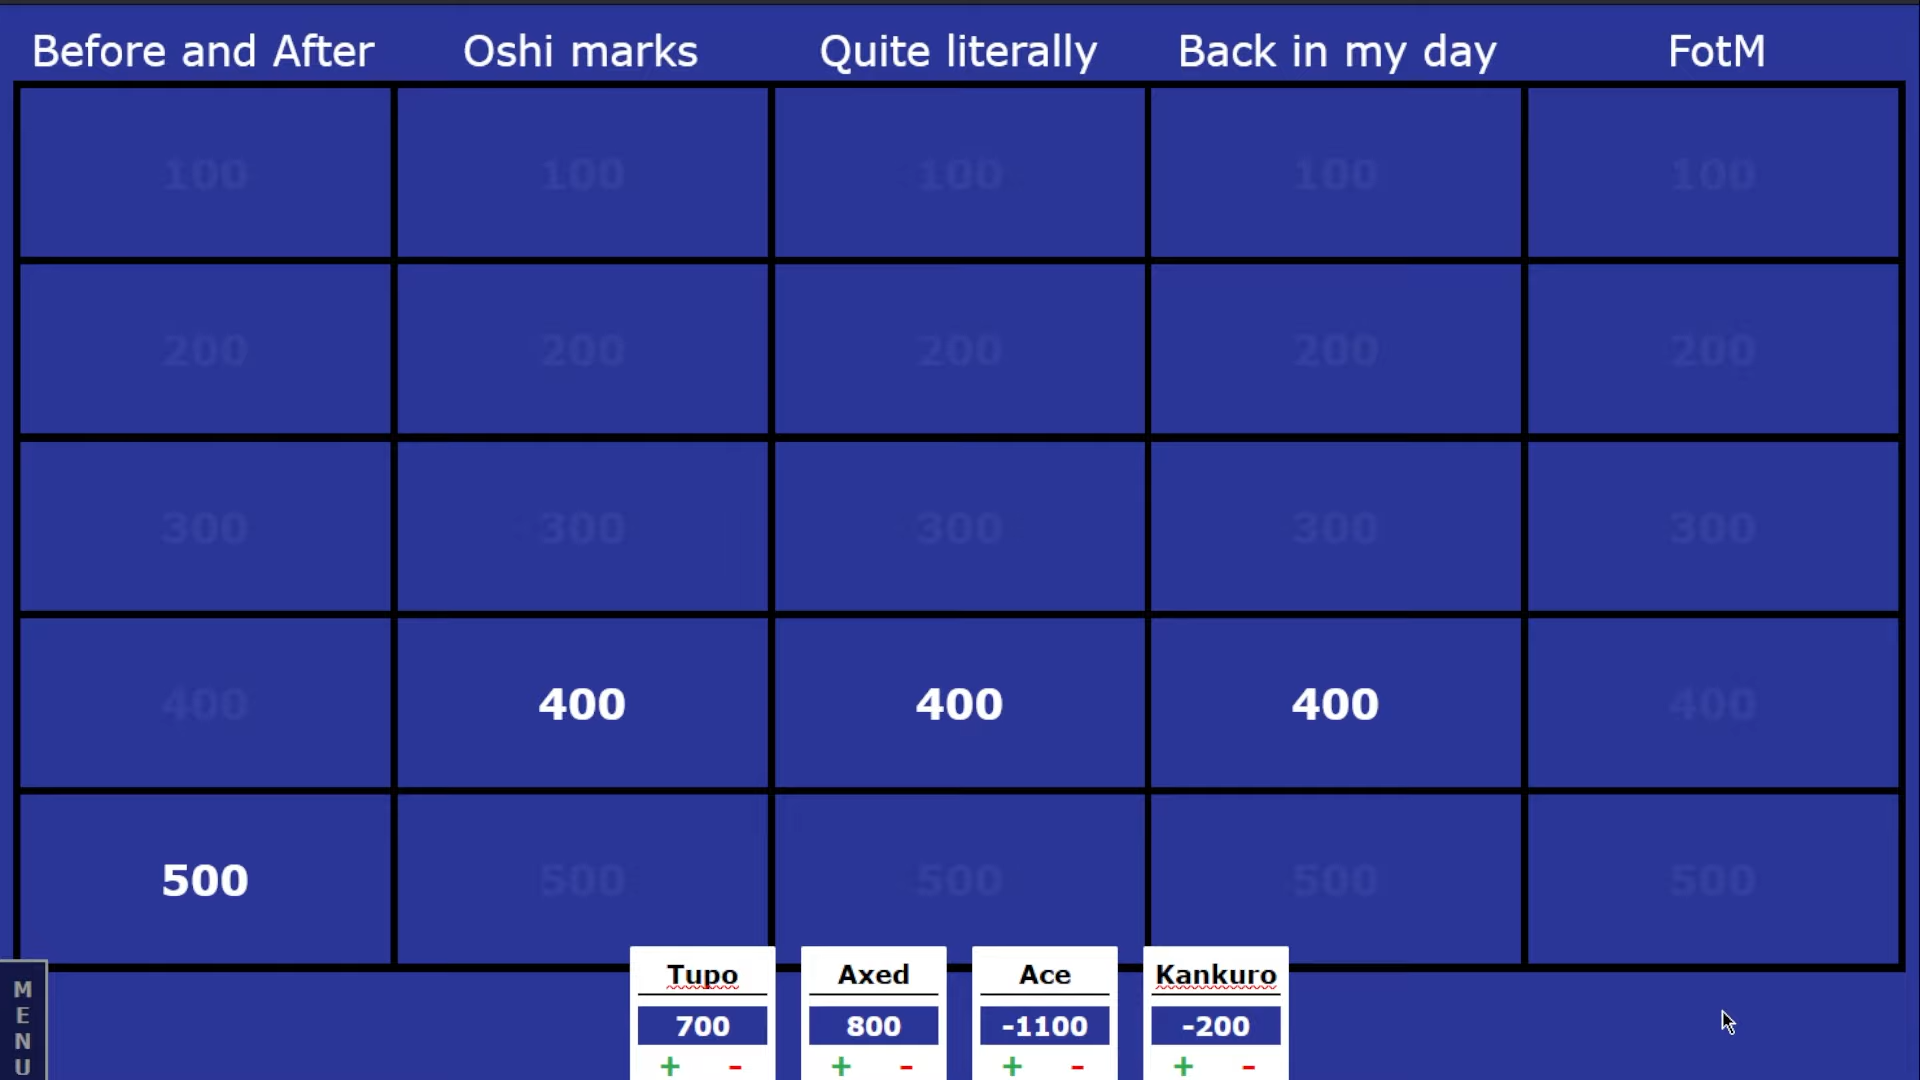 Before and After Oshi marks Quite literally Back in my day FotM
100 100 100 100 100
200 200 200 200 200
300 300 300 300 300
400 400 400 400 400
500 500 500 500 500
Tupo Axed Ace Kankuro
700 800 -1100 -200
+ - + - + - + -
M
E
N
U